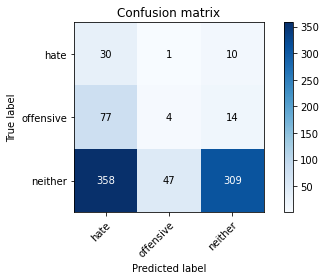 Confusion matrix
350
hate 30 1 10
300
250
offensive 77 4 14
200
150
neither 358 47 309
100
50
hate offensive neither
True label
Predicted label